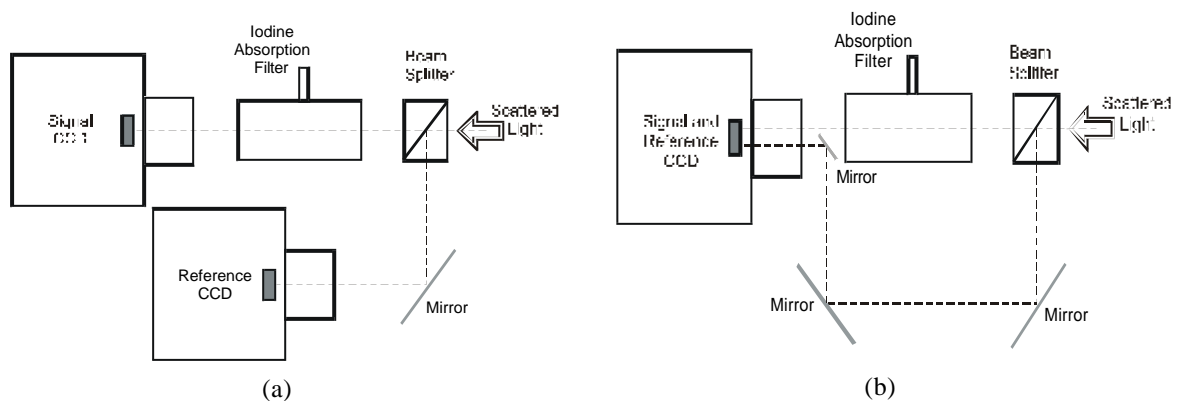 Iodine
Absorption
Filter
Beam
Splitter
Scattered
Light
Signal
Reference
CCD
Mirror
(a)
Iodine
Absorption
Filter
Beam
Splitter
Scattered
Light
Signal and
Reference
CCD
Mirror
Mirror
Mirror
(b)